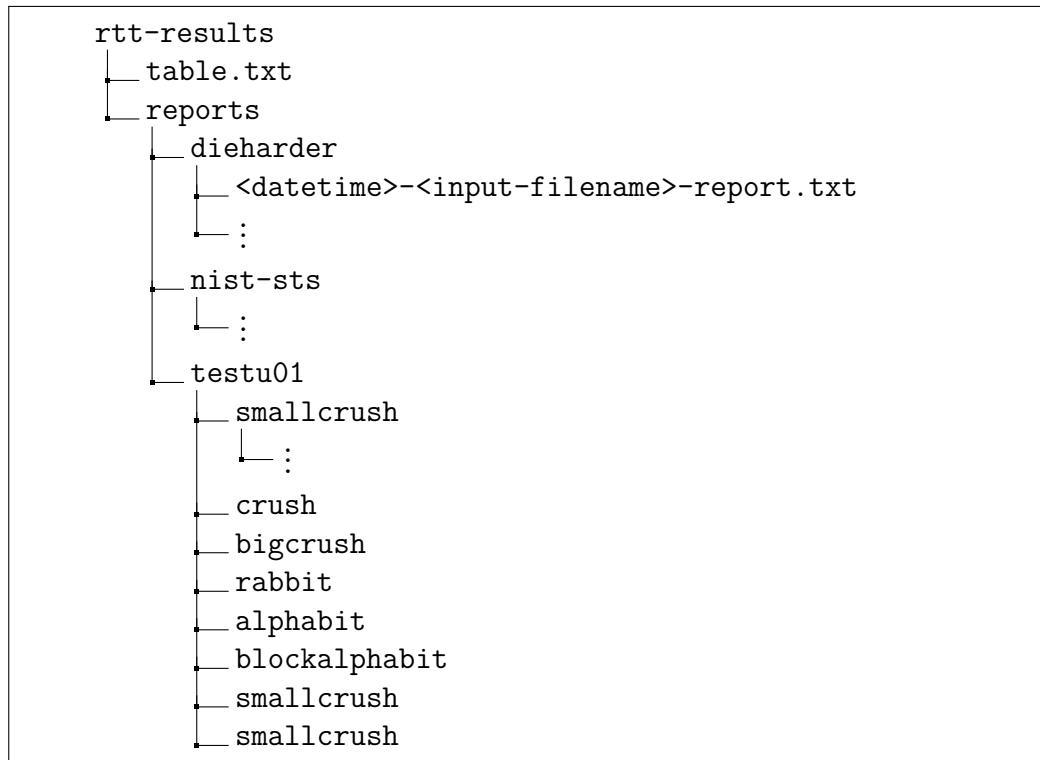 rtt-results
table.txt
reports
dieharder
<datetime>-<input-filename>-report.txt
⋮
nist-sts
⋮
testu01
smallcrush
⋮
crush
bigcrush
rabbit
alphabit
blockalphabit
smallcrush
smallcrush